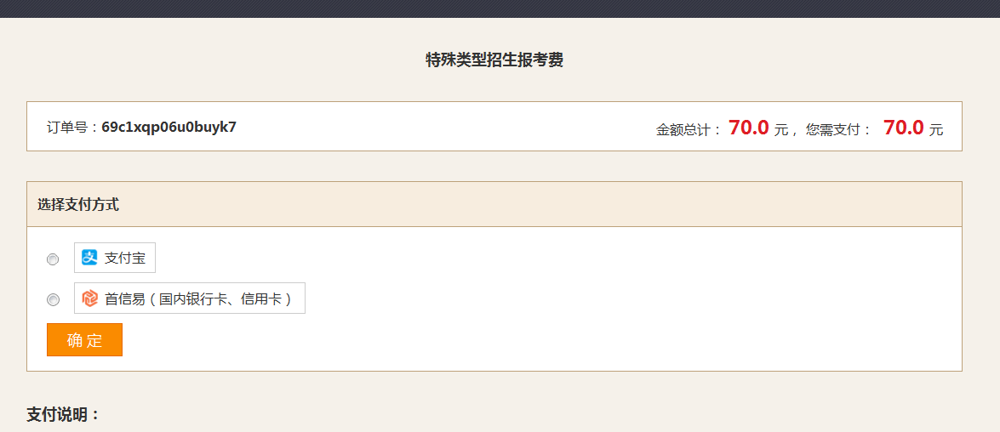 特殊类型招生报考费
订单号：69c1xqp06u0buyk7
金额总计： 70.0 元， 您需支付： 70.0 元
选择支付方式
支付宝
首信易（国内银行卡、信用卡）
确 定
支付说明：